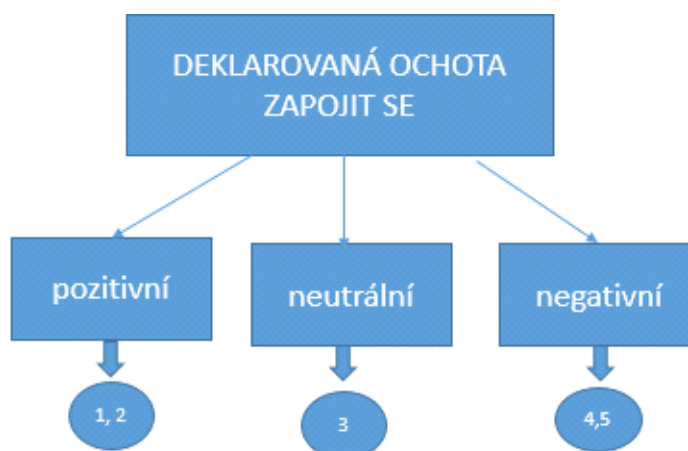 DEKLAROVANÁ OCHOTA
ZAPOJIT SE
pozitivní
neutrální
negativní
1, 2
3
4,5